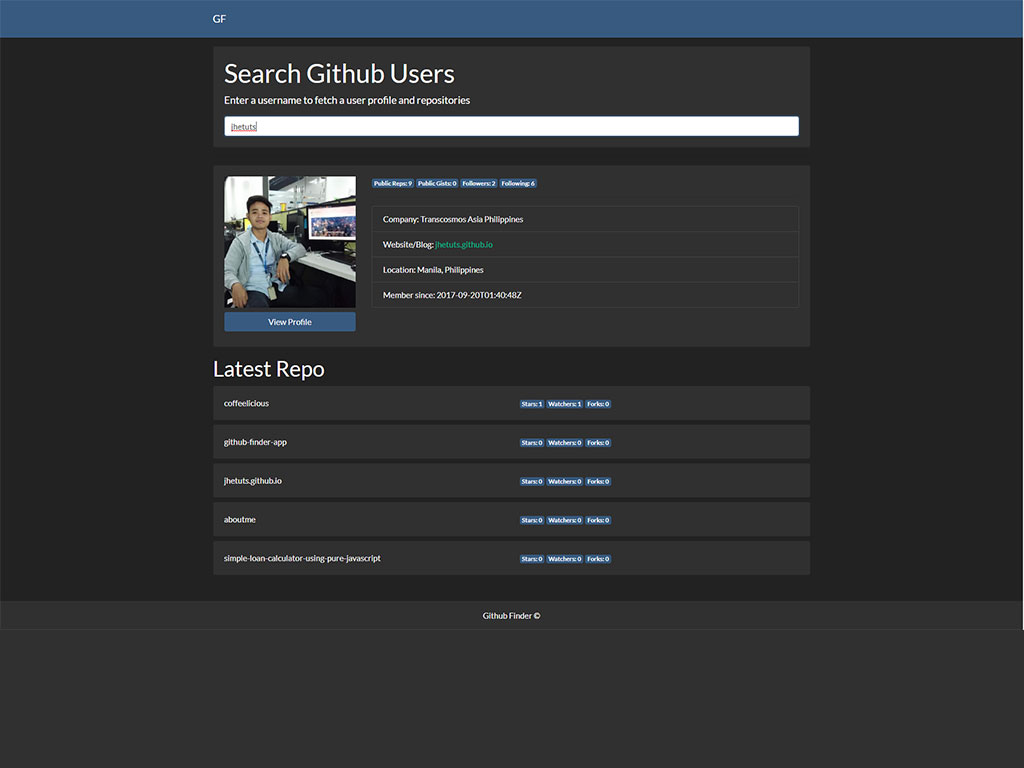 GF
Search Github Users
Enter a username to fetch a user profile and repositories
jhetuts
Public Reps: 9 Public Gists: 0 Followers: 2 Following: 6
Company: Transcosmos Asia Philippines
Website/Blog: jhetuts.github.io
Location: Manila, Philippines
Member since: 2017-09-20T01:40:48Z
View Profile
Latest Repo
coffeelicious Stars: 1 Watchers: 1 Forks: 0
github-finder-app Stars: 0 Watchers: 0 Forks: 0
jhetuts.github.io Stars: 0 Watchers: 0 Forks: 0
aboutme Stars: 0 Watchers: 0 Forks: 0
simple-loan-calculator-using-pure-javascript Stars: 0 Watchers: 0 Forks: 0
Github Finder ©